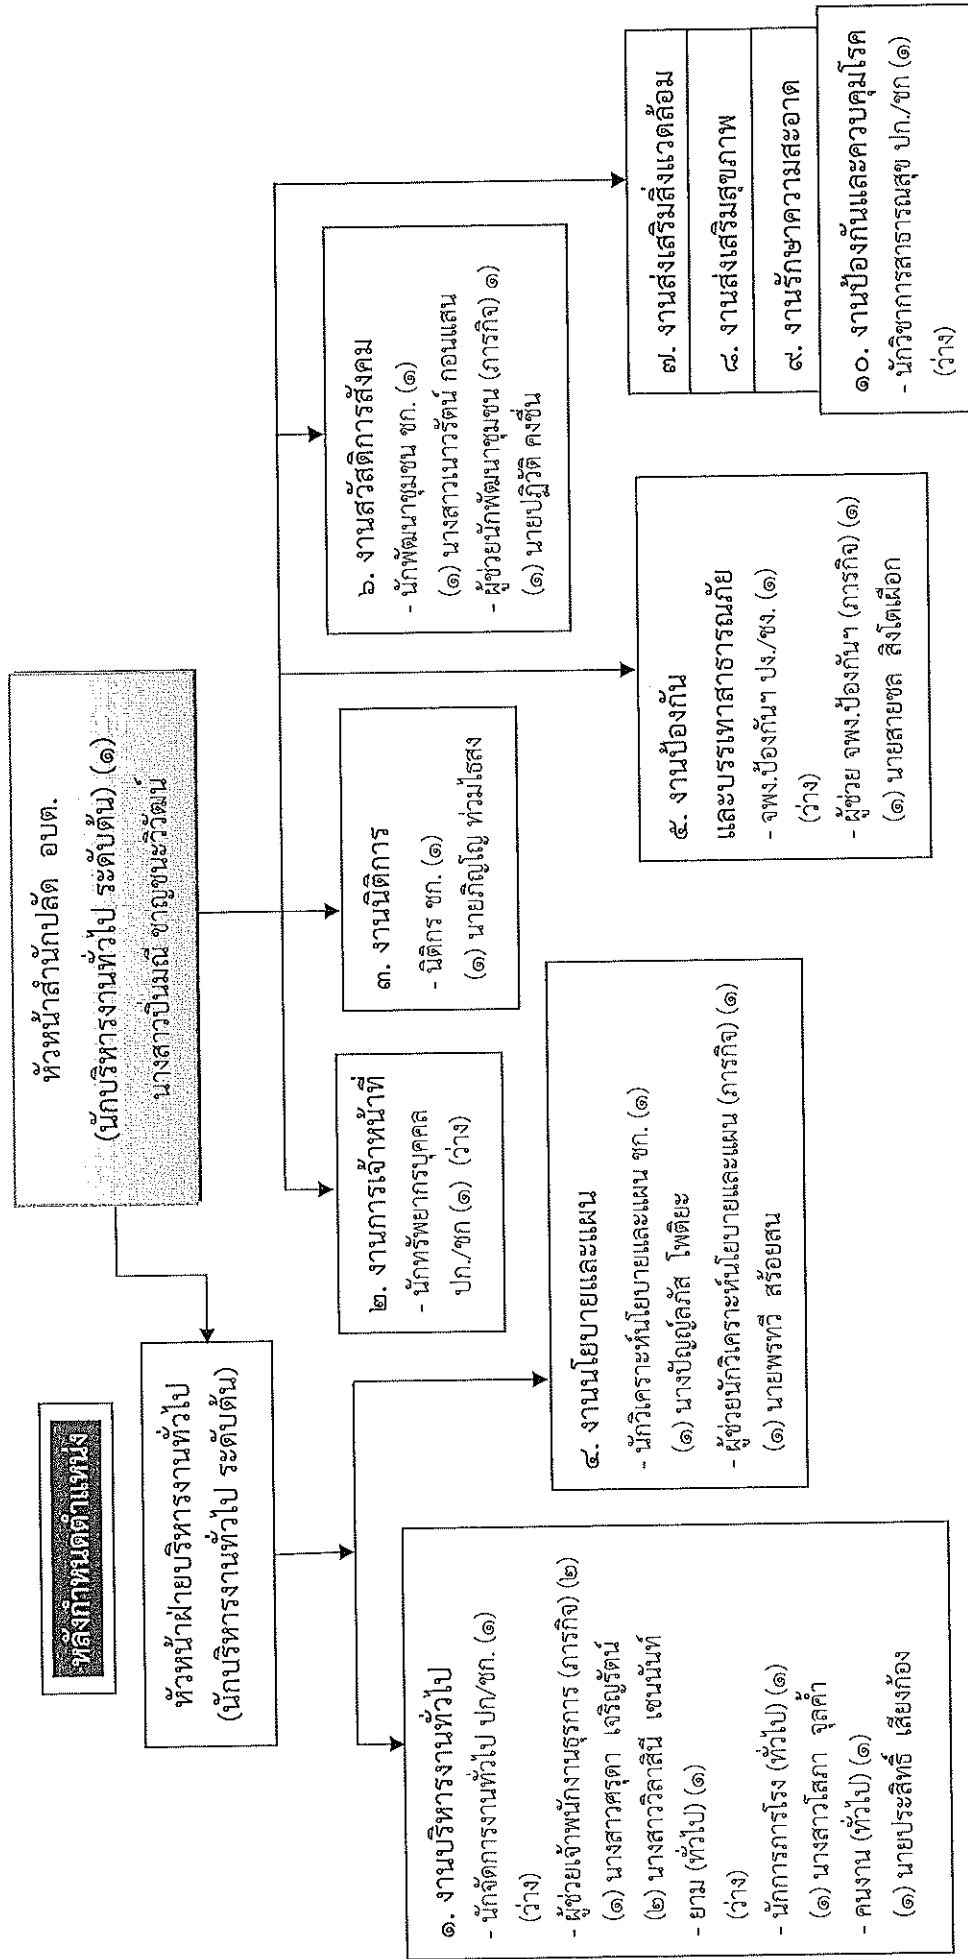 หลังกำหนดตำแหน่ง
หัวหน้าสำนักปลัด อบต.
(นักบริหารงานทั่วไป ระดับต้น) (๑)
นางสาวปิ่นมณี ชาญชนะวิวัฒน์
หัวหน้าฝ่ายบริหารงานทั่วไป
(นักบริหารงานทั่วไป ระดับต้น)
๑. งานบริหารงานทั่วไป
- นักจัดการงานทั่วไป ปก/ชก. (๑)
(ว่าง)
- ผู้ช่วยเจ้าพนักงานธุรการ (ภารกิจ) (๒)
(๑) นางสาวศรุดา เจริญรัตน์
(๒) นางสาววิลาสินี เชนนันท์
- ยาม (ทั่วไป) (๑)
(ว่าง)
- นักการภารโรง (ทั่วไป) (๑)
(๑) นางสาวโสภา จุลคำ
- คนงาน (ทั่วไป) (๑)
(๑) นายประสิทธิ์ เสียงก้อง
๒. งานการเจ้าหน้าที่
- นักทรัพยากรบุคคล
ปก./ชก (๑) (ว่าง)
๓. งานนิติการ
- นิติกร ชก. (๑)
(๑) นายภิญโญ ท่วมไธสง
๔. งานนโยบายและแผน
- นักวิเคราะห์นโยบายและแผน ชก. (๑)
(๑) นางปัญญ์ลภัส โพติยะ
- ผู้ช่วยนักวิเคราะห์นโยบายและแผน (ภารกิจ) (๑)
(๑) นายพรทวี สร้อยสน
๕. งานป้องกัน
และบรรเทาสาธารณภัย
- จพง.ป้องกันฯ ปง./ชง. (๑)
(ว่าง)
- ผู้ช่วย จพง.ป้องกันฯ (ภารกิจ) (๑)
(๑) นายสายชล สิงโตเผือก
๖. งานสวัสดิการสังคม
- นักพัฒนาชุมชน ชก. (๑)
(๑) นางสาวเนาวรัตน์ กอนแสน
- ผู้ช่วยนักพัฒนาชุมชน (ภารกิจ) ๑)
(๑) นายปฏิวัติ คงชื่น
๗. งานส่งเสริมสิ่งแวดล้อม
๘. งานส่งเสริมสุขภาพ
๙. งานรักษาความสะอาด
๑๐. งานป้องกันและควบคุมโรค
- นักวิชาการสาธารณสุข ปก./ชก (๑)
(ว่าง)